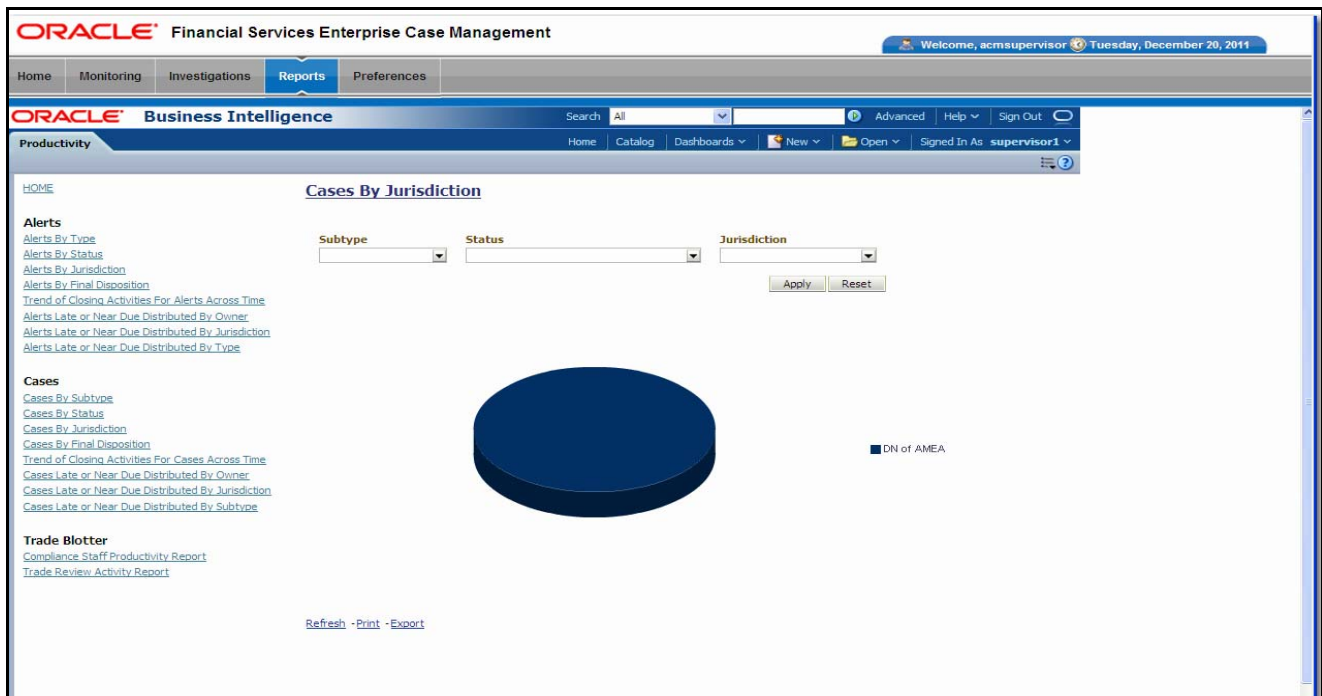 ORACLE® Financial Services Enterprise Case Management
Welcome, acmsupervisor Tuesday, December 20, 2011
Home Monitoring Investigations Reports Preferences
ORACLE® Business Intelligence
Search All Advanced Help Sign Out
Productivity
Home Catalog Dashboards New Open Signed In As supervisor1
HOME
Cases By Jurisdiction
Alerts
Alerts By Type
Alerts By Status
Alerts By Jurisdiction
Alerts By Final Disposition
Trend of Closing Activities For Alerts Across Time
Alerts Late or Near Due Distributed By Owner
Alerts Late or Near Due Distributed By Jurisdiction
Alerts Late or Near Due Distributed By Type
Cases
Cases By Subtype
Cases By Status
Cases By Jurisdiction
Cases By Final Disposition
Trend of Closing Activities For Cases Across Time
Cases Late or Near Due Distributed By Owner
Cases Late or Near Due Distributed By Jurisdiction
Cases Late or Near Due Distributed By Subtype
Trade Blotter
Compliance Staff Productivity Report
Trade Review Activity Report
Subtype Status Jurisdiction
Apply Reset
DN of AMEA
Refresh - Print - Export